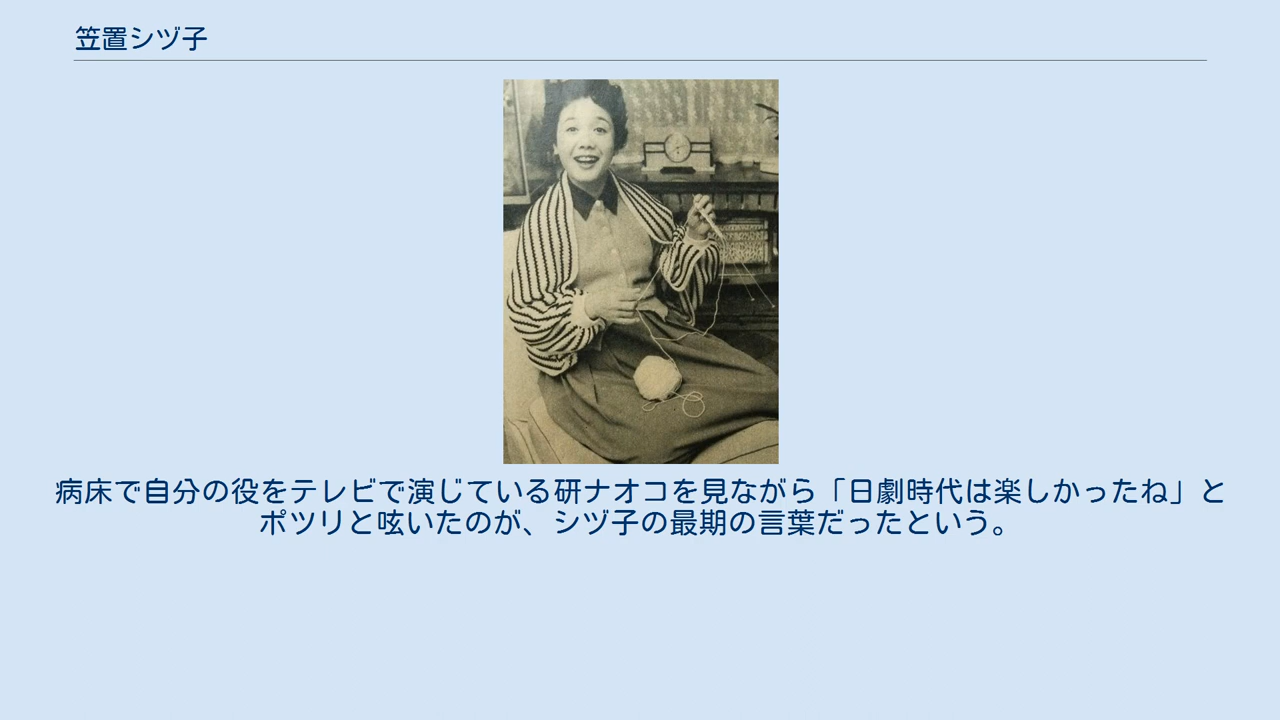 笠置シヅ子
病床で自分の役をテレビで演じている研ナオコを見ながら「日劇時代は楽しかったね」と
ポツリと呟いたのが、シヅ子の最期の言葉だったという。